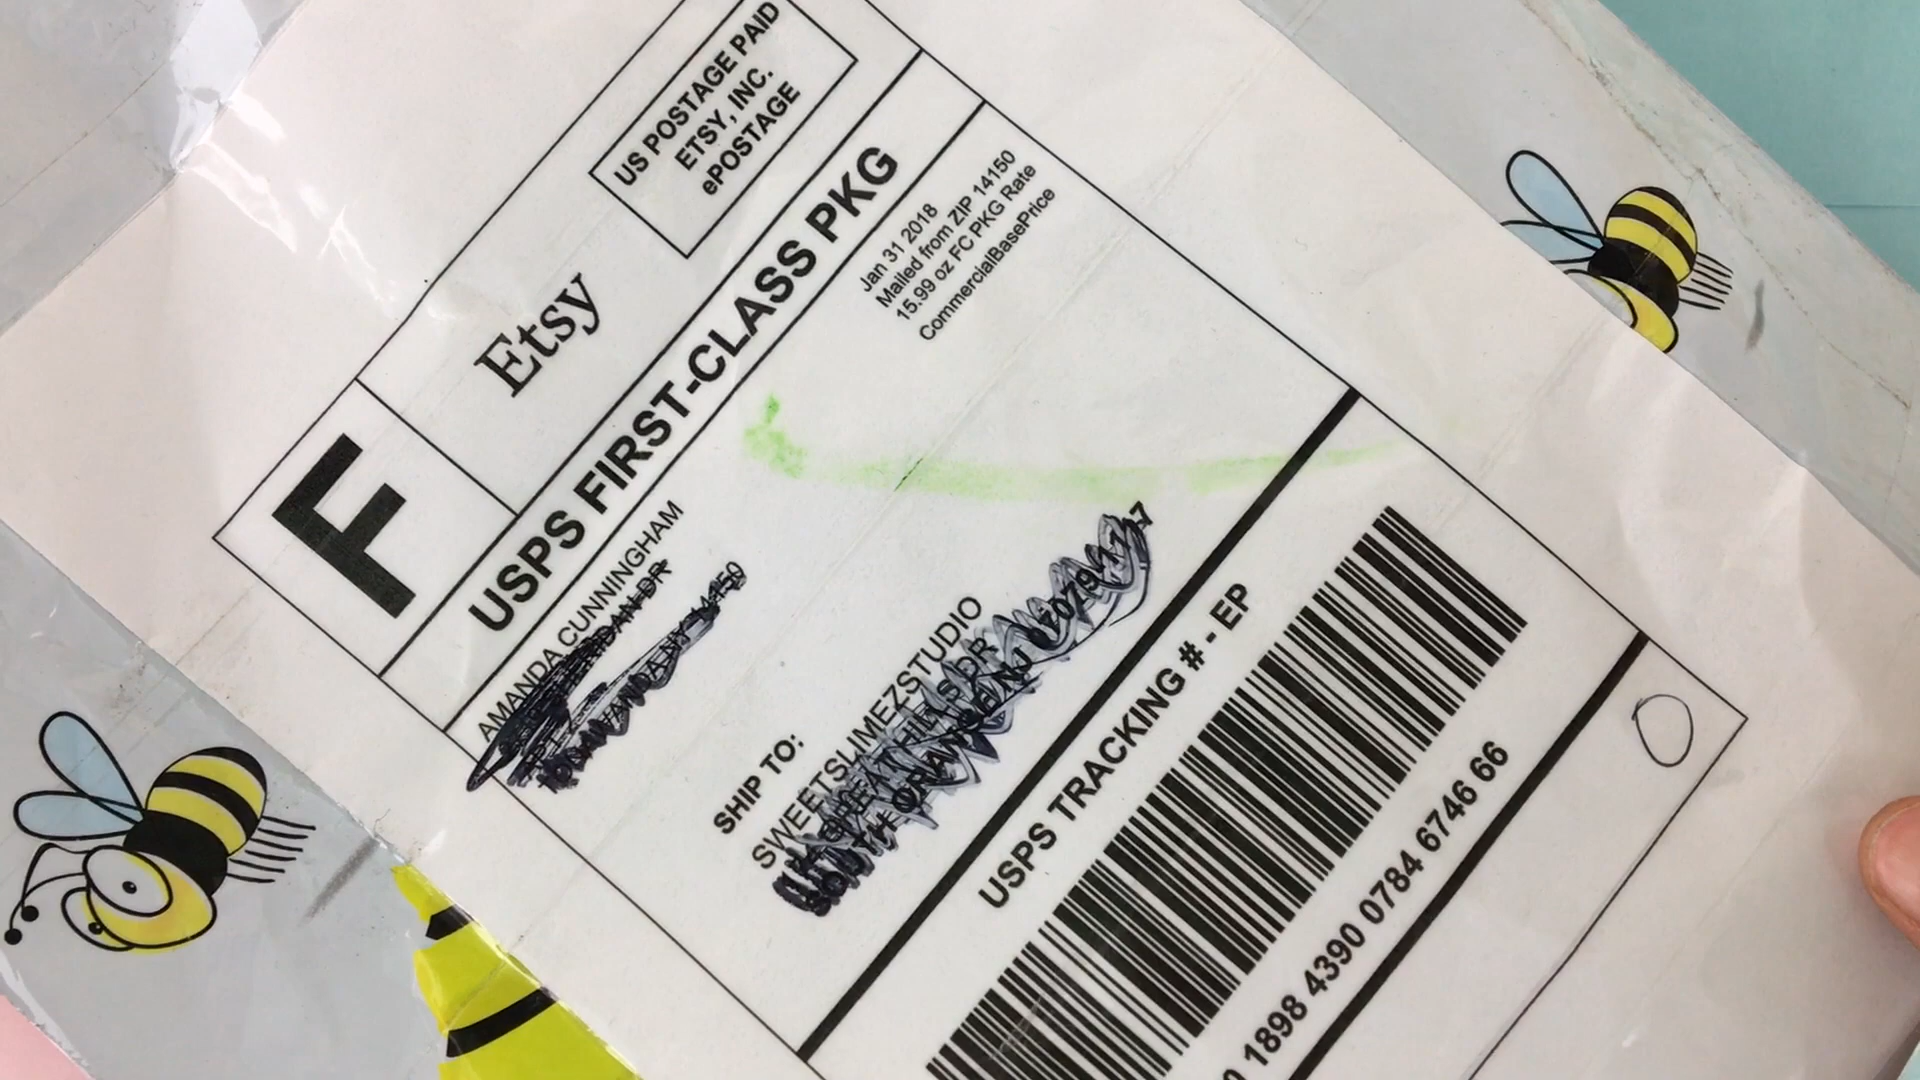 US POSTAGE PAID
ETSY, INC.
ePOSTAGE
F
Etsy
USPS FIRST-CLASS PKG
Jan 31 2018
Mailed from ZIP 14150
15.99 oz FC PKG Rate
CommercialBasePrice
AMANDA CUNNINGHAM
SHIP TO:
SWEETSLIMEZSTUDIO
USPS TRACKING # - EP
1898 4390 0784 6746 66